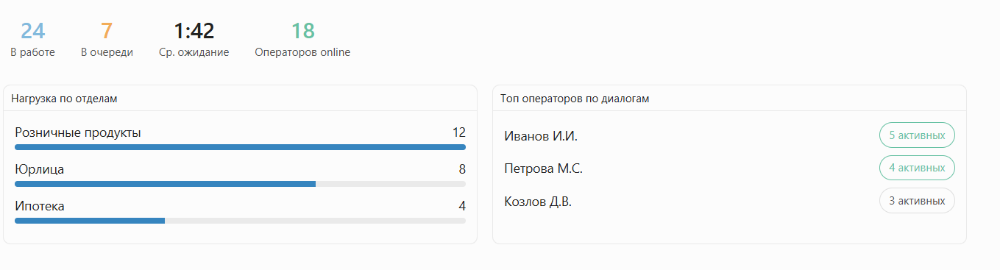 24 7 1:42 18
В работе В очереди Ср. ожидание Операторов online
Нагрузка по отделам
Розничные продукты 12
Юрлица 8
Ипотека 4
Топ операторов по диалогам
Иванов И.И. 5 активных
Петрова М.С. 4 активных
Козлов Д.В. 3 активных